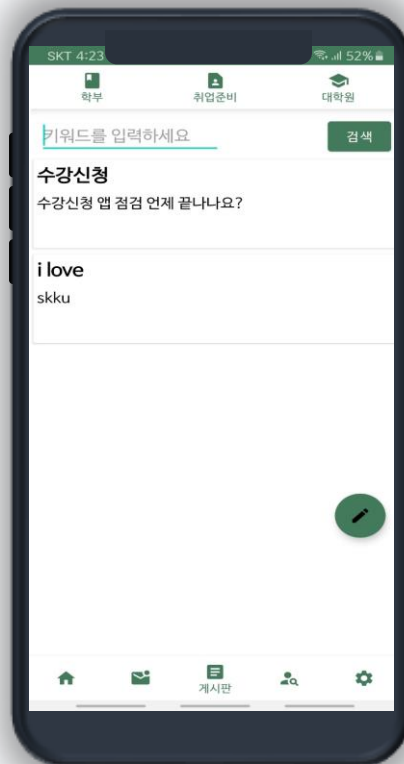 SKT 4:23 52%
학부 취업준비 대학원
키워드를 입력하세요 검색
수강신청
수강신청 앱 점검 언제 끝나나요?
i love
skku
게시판